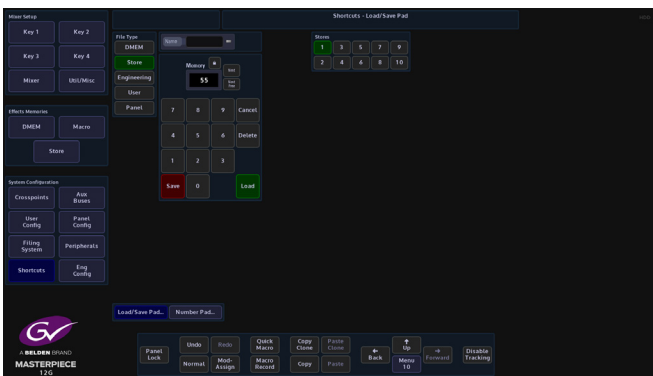 Mixer Setup
Shortcuts - Load/Save Pad
Key 1
Key 2
Key 3
Key 4
Mixer
Util/Misc
Effects Memories
DMEM
Macro
Store
System Configuration
Crosspoints
Aux
Buses
User
Config
Panel
Config
Filing
System
Peripherals
Shortcuts
Eng
Config
File Type
DMEM
Store
Engineering
User
Panel
Name
Memory
55
7
8
9
Cancel
4
5
6
Delete
1
2
3
Save
0
Load
Stores
1
3
5
7
9
2
4
6
8
10
Load/Save Pad...
Number Pad...
GV
A BELDEN BRAND
MASTERPIECE
12G
Panel
Lock
Undo
Redo
Quick
Macro
Copy
Clone
Paste
Clone
Normal
Mod-
Assign
Macro
Record
Copy
Paste
Back
Up
Menu
10
Forward
Disable
Tracking